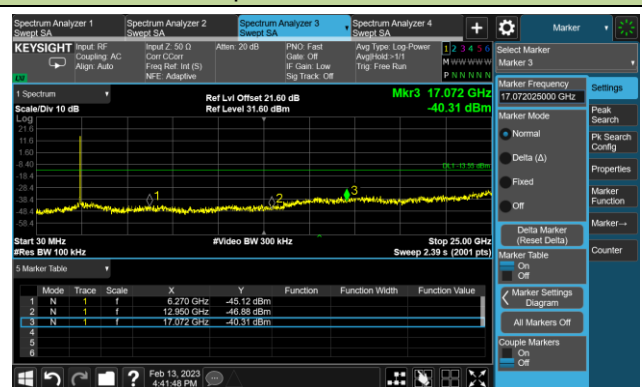 Spectrum Analyzer 1 Spectrum Analyzer 2 Spectrum Analyzer 3 Spectrum Analyzer 4 + Marker
Swept SA Swept SA Swept SA Swept SA
KEYSIGHT Input: RF Input Z: 50 Ω Atten: 20 dB PNO: Fast Avg Type: Log-Power 1 2 3 4 5 6
Coupling: AC Corr CCorr Gate: Off Avg|Hold:>1/1 M W W W W W
Align: Auto Freq Ref: Int (S) IF Gain: Low Trig: Free Run
NFE: Adaptive Sig Track: Off P N N N N N
LXI
Select Marker
Marker 3
1 Spectrum
Scale/Div 10 dB Ref Lvl Offset 21.60 dB Mkr3 17.072 GHz
Ref Level 31.60 dBm -40.31 dBm
Log
21.6
11.6
1.60
-8.40
-18.4
-28.4
-38.4
-48.4
-58.4
DL1 -13.55 dBm
1
2
3
Start 30 MHz #Video BW 300 kHz Stop 25.00 GHz
#Res BW 100 kHz Sweep 2.39 s (2001 pts)
5 Marker Table
Mode Trace Scale X Y Function Function Width Function Value
1 N 1 f 6.270 GHz -45.12 dBm
2 N 1 f 12.950 GHz -46.88 dBm
3 N 1 f 17.072 GHz -40.31 dBm
4
5
6
Marker Frequency
17.072025000 GHz
Marker Mode
Normal
Delta (Δ)
Fixed
Off
Delta Marker
(Reset Delta)
Marker Table
On
Off
Marker Settings
Diagram
All Markers Off
Couple Markers
On
Off
Settings
Peak
Search
Pk Search
Config
Properties
Marker
Function
Marker→
Counter
? Feb 13, 2023
4:41:48 PM